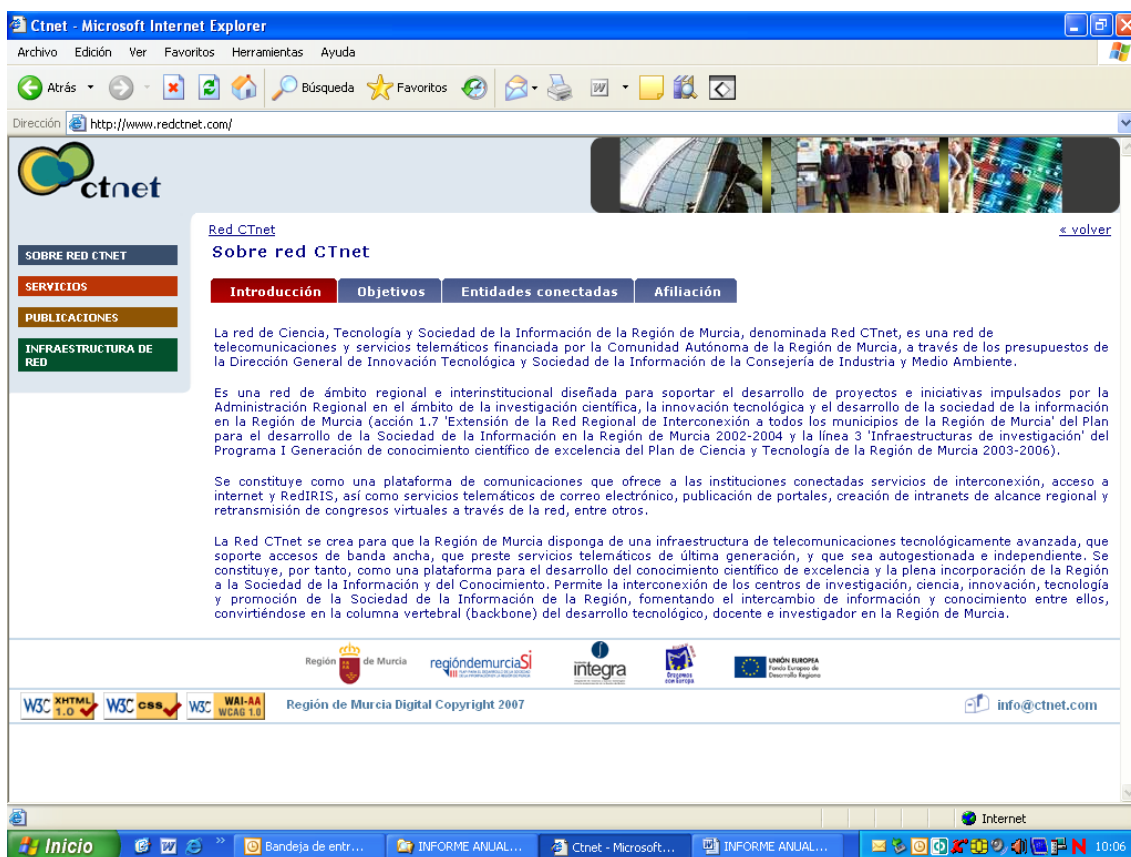 Ctnet - Microsoft Internet Explorer
Archivo Edición Ver Favoritos Herramientas Ayuda
Atrás Búsqueda Favoritos
Dirección http://www.redctnet.com/
ctnet
Red CTnet
« volver
Sobre red CTnet
SOBRE RED CTNET
SERVICIOS
PUBLICACIONES
INFRAESTRUCTURA DE
RED
Introducción Objetivos Entidades conectadas Afiliación
La red de Ciencia, Tecnología y Sociedad de la Información de la Región de Murcia, denominada Red CTnet, es una red de
telecomunicaciones y servicios telemáticos financiada por la Comunidad Autónoma de la Región de Murcia, a través de los presupuestos de
la Dirección General de Innovación Tecnológica y Sociedad de la Información de la Consejería de Industria y Medio Ambiente.
Es una red de ámbito regional e interinstitucional diseñada para soportar el desarrollo de proyectos e iniciativas impulsados por la
Administración Regional en el ámbito de la investigación científica, la innovación tecnológica y el desarrollo de la sociedad de la información
en la Región de Murcia (acción 1.7 'Extensión de la Red Regional de Interconexión a todos los municipios de la Región de Murcia' del Plan
para el desarrollo de la Sociedad de la Información en la Región de Murcia 2002-2004 y la línea 3 'Infraestructuras de investigación' del
Programa I Generación de conocimiento científico de excelencia del Plan de Ciencia y Tecnología de la Región de Murcia 2003-2006).
Se constituye como una plataforma de comunicaciones que ofrece a las instituciones conectadas servicios de interconexión, acceso a
internet y RedIRIS, así como servicios telemáticos de correo electrónico, publicación de portales, creación de intranets de alcance regional y
retransmisión de congresos virtuales a través de la red, entre otros.
La Red CTnet se crea para que la Región de Murcia disponga de una infraestructura de telecomunicaciones tecnológicamente avanzada, que
soporte accesos de banda ancha, que preste servicios telemáticos de última generación, y que sea autogestionada e independiente. Se
constituye, por tanto, como una plataforma para el desarrollo del conocimiento científico de excelencia y la plena incorporación de la Región
a la Sociedad de la Información y del Conocimiento. Permite la interconexión de los centros de investigación, ciencia, innovación, tecnología
y promoción de la Sociedad de la Información de la Región, fomentando el intercambio de información y conocimiento entre ellos,
convirtiéndose en la columna vertebral (backbone) del desarrollo tecnológico, docente e investigador en la Región de Murcia.
Región de Murcia
regióndemurciaSi
integra
Crecemos
con Europa
UNIÓN EUROPEA
Fondo Europeo de
Desarrollo Regional
W3C XHTML 1.0
W3C css
W3C WAI-AA WCAG 1.0
Región de Murcia Digital Copyright 2007
info@ctnet.com
Internet
Inicio
Bandeja de entr...
INFORME ANUAL...
Ctnet - Microsoft...
INFORME ANUAL...
10:06